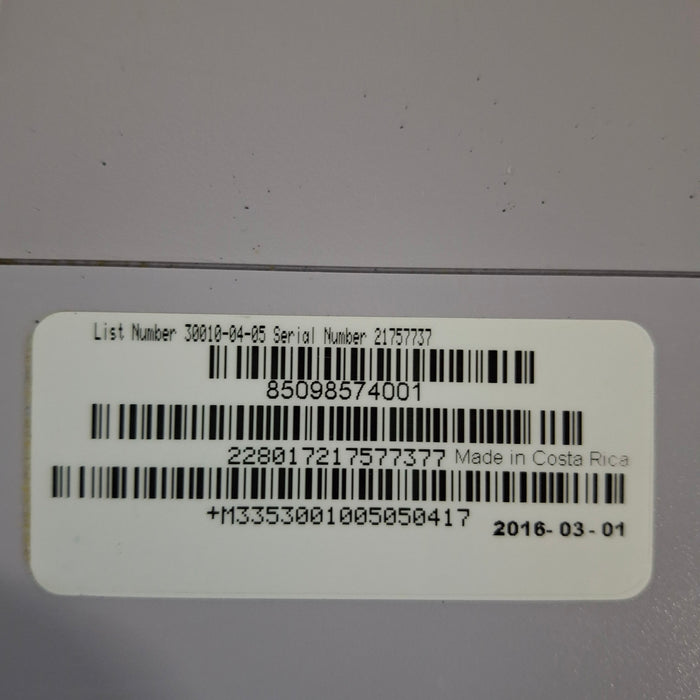 List Number 30010-04-05 Serial Number 21757737
85098574001
228017217577377 Made in Costa Rica
+M3353001005050417 2016-03-01